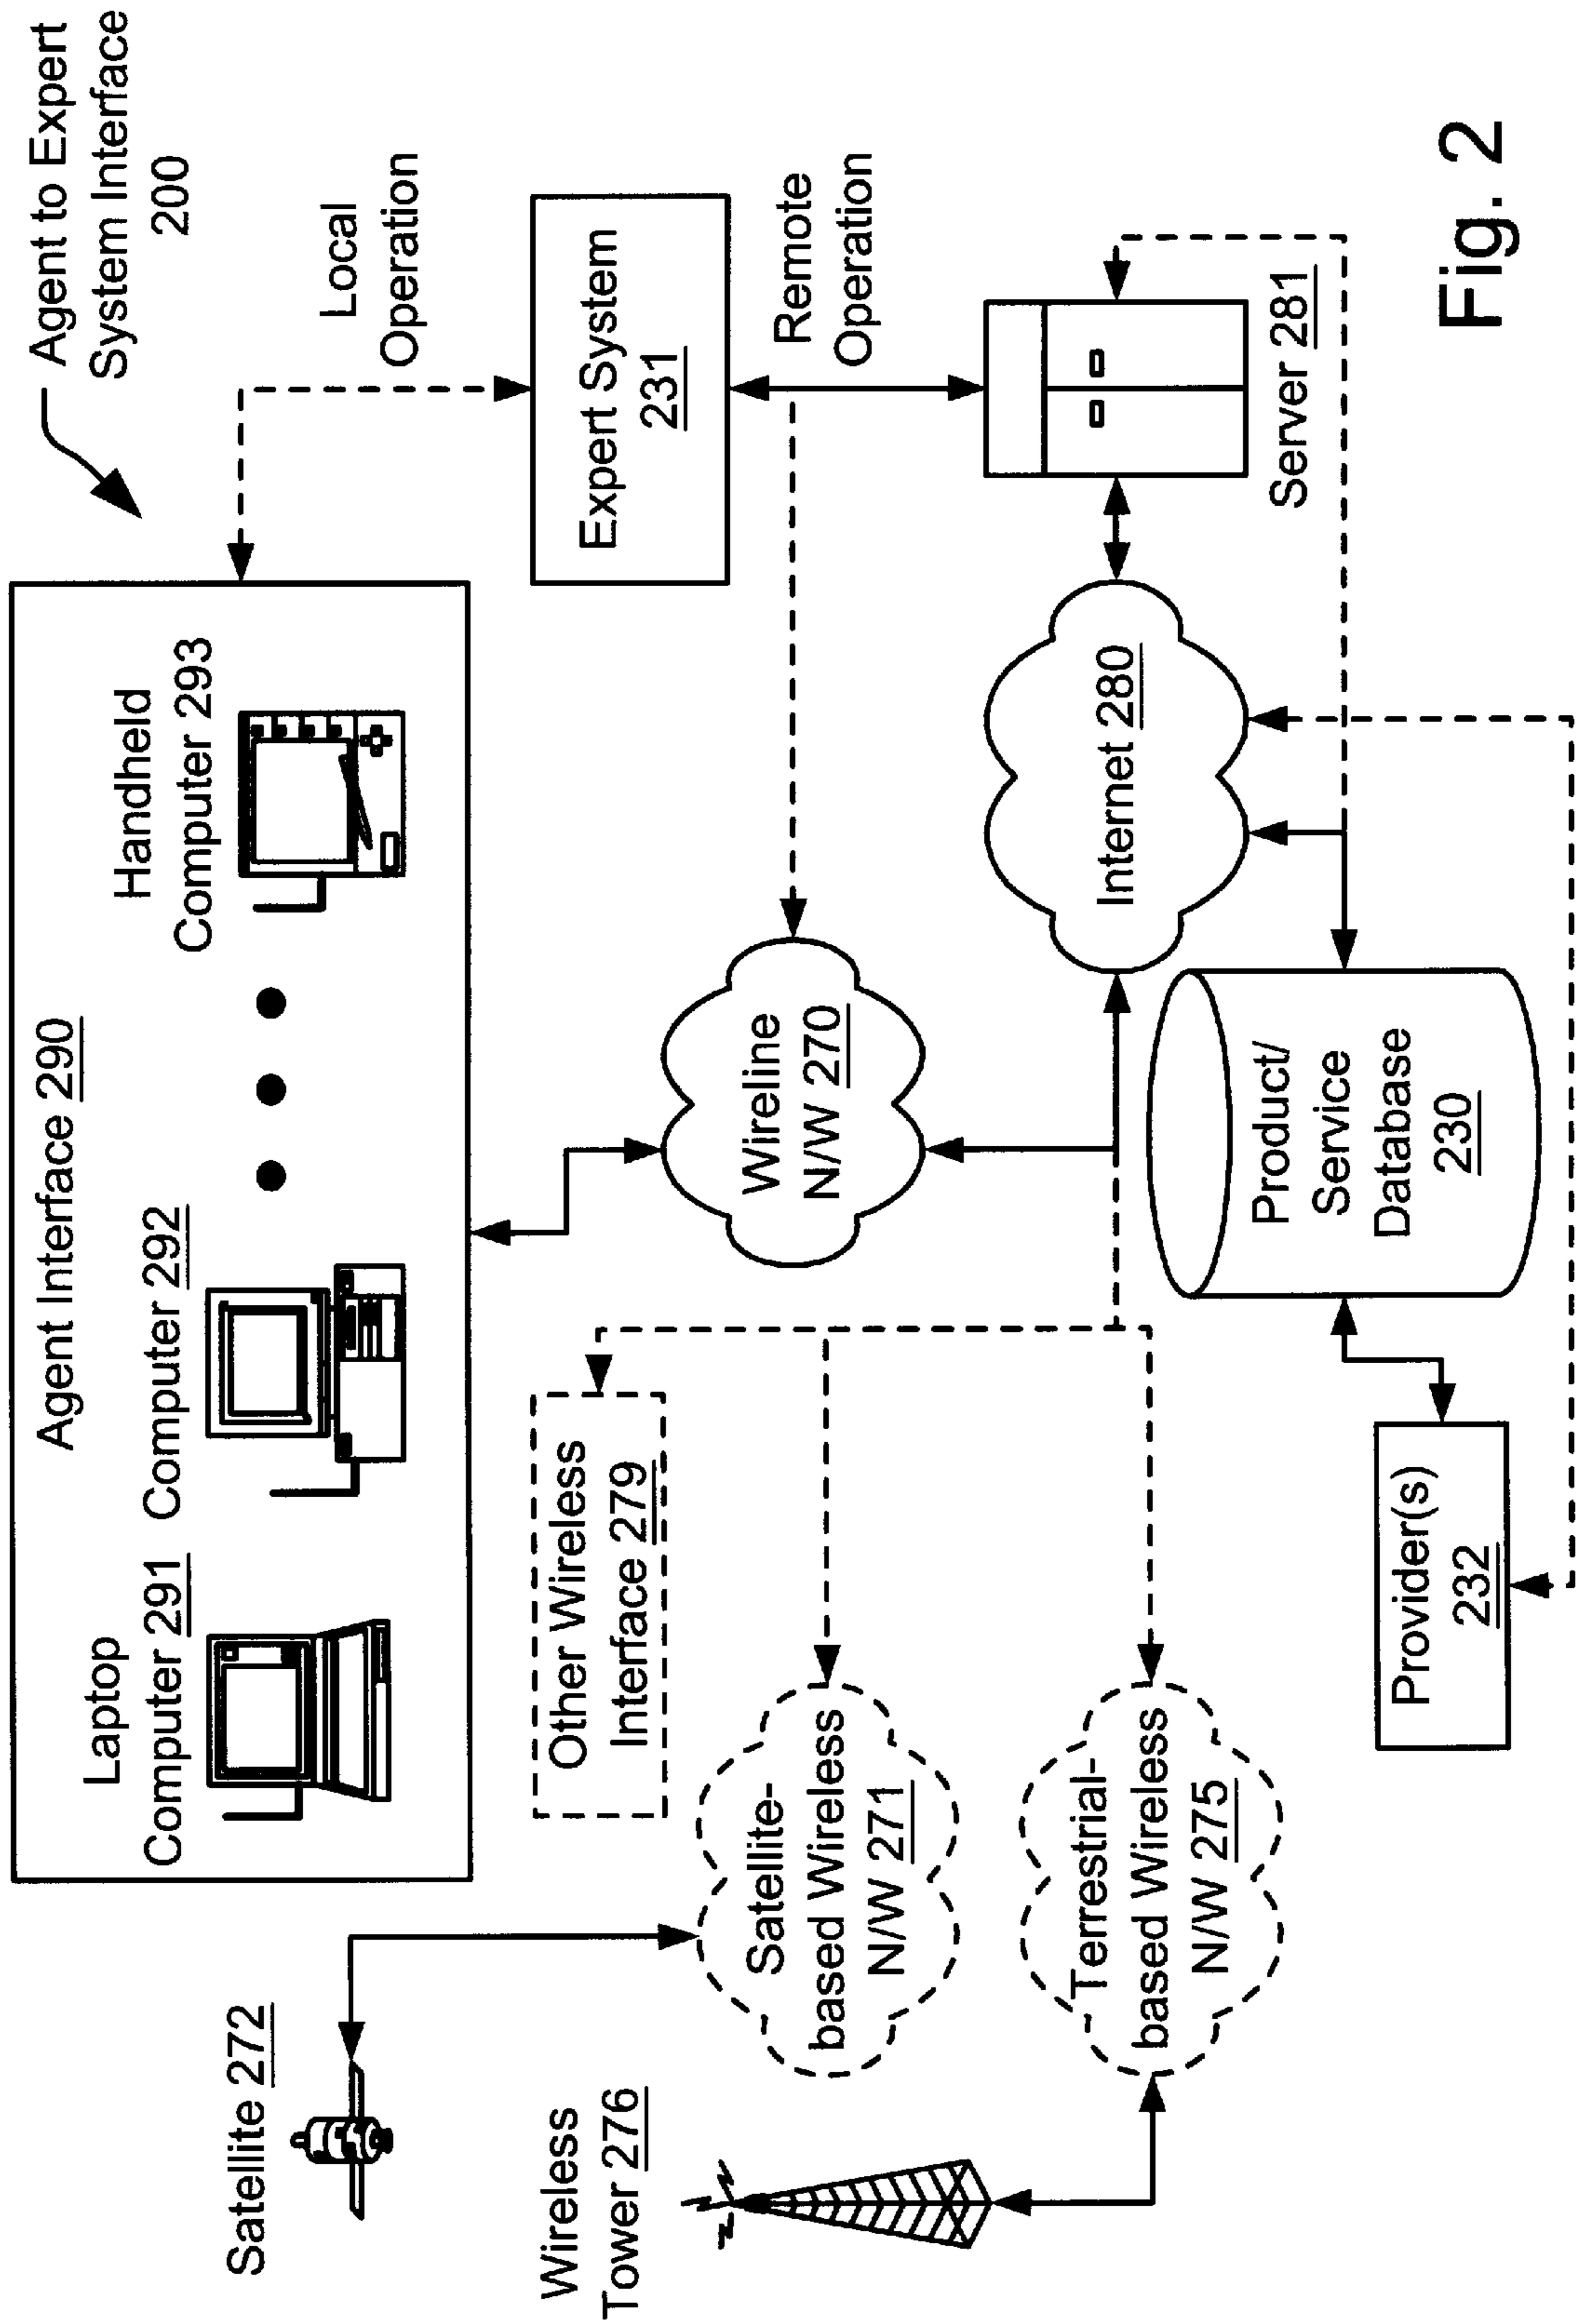 Agent to Expert
System Interface
200
Agent Interface 290
Laptop
Computer 291
Computer 292
Handheld
Computer 293
Local
Operation
Satellite 272
Other Wireless
Interface 279
Expert System
231
Wireless
Tower 276
Satellite-
based Wireless
N/W 271
Wireline
N/W 270
Remote
Operation
Terrestrial-
based Wireless
N/W 275
Internet 280
Server 281
Product/
Service
Database
230
Provider(s)
232
Fig. 2